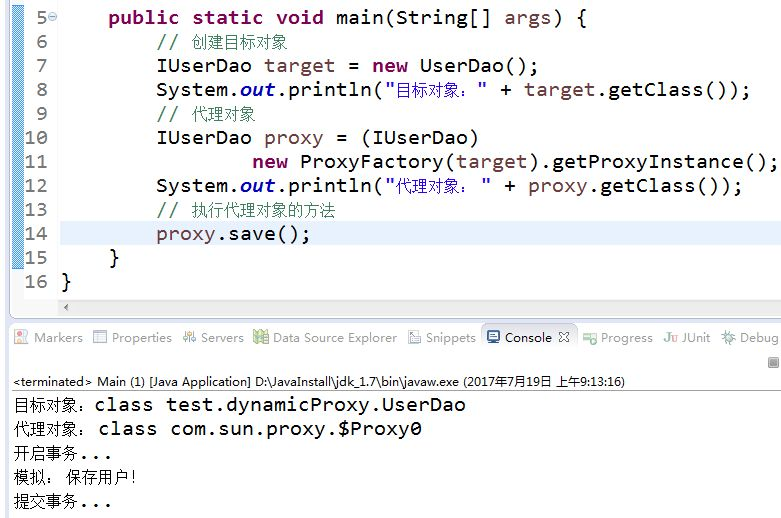 5 public static void main(String[] args) {
6 // 创建目标对象
7 IUserDao target = new UserDao();
8 System.out.println("目标对象：" + target.getClass());
9 // 代理对象
10 IUserDao proxy = (IUserDao)
11 new ProxyFactory(target).getProxyInstance();
12 System.out.println("代理对象：" + proxy.getClass());
13 // 执行代理对象的方法
14 proxy.save();
15 }
16 }
Markers Properties Servers Data Source Explorer Snippets Console Progress JUnit Debug
<terminated> Main (1) [Java Application] D:\JavaInstall\jdk_1.7\bin\javaw.exe (2017年7月19日 上午9:13:16)
目标对象：class test.dynamicProxy.UserDao
代理对象：class com.sun.proxy.$Proxy0
开启事务...
模拟：保存用户！
提交事务...